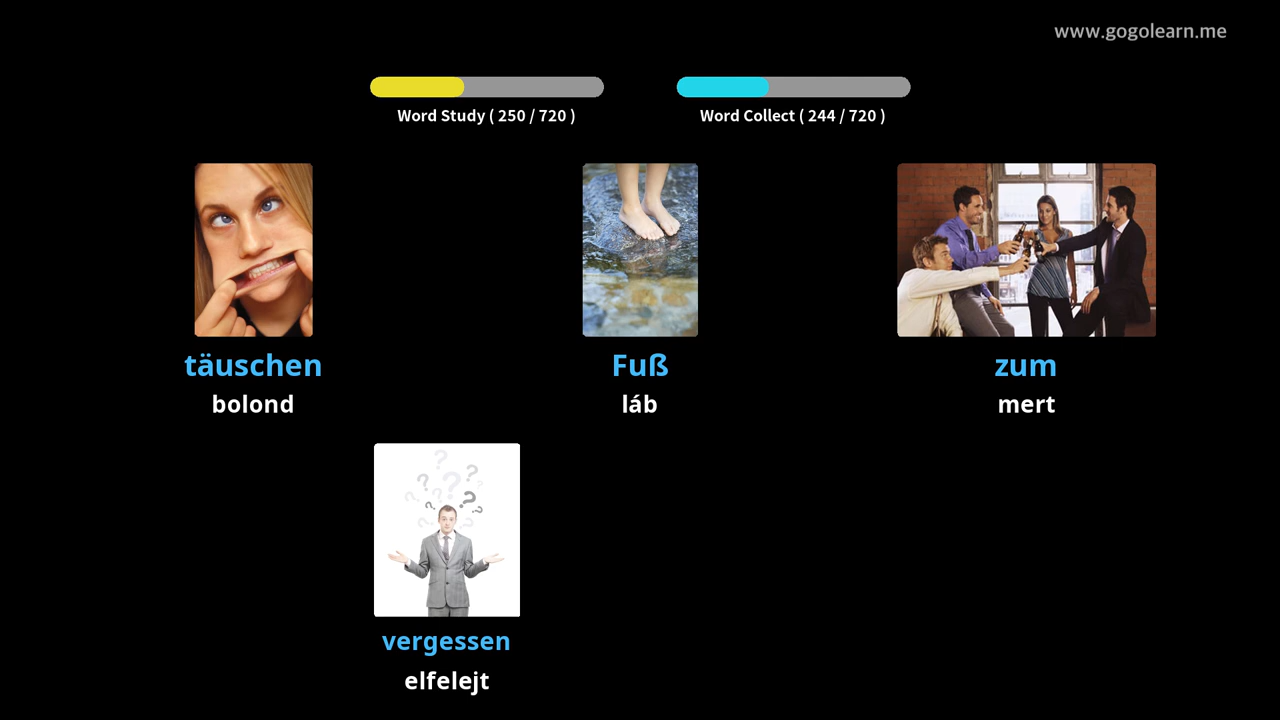 www.gogolearn.me
Word Study ( 250 / 720 )
Word Collect ( 244 / 720 )
täuschen
bolond
Fuß
láb
zum
mert
vergessen
elfelejt